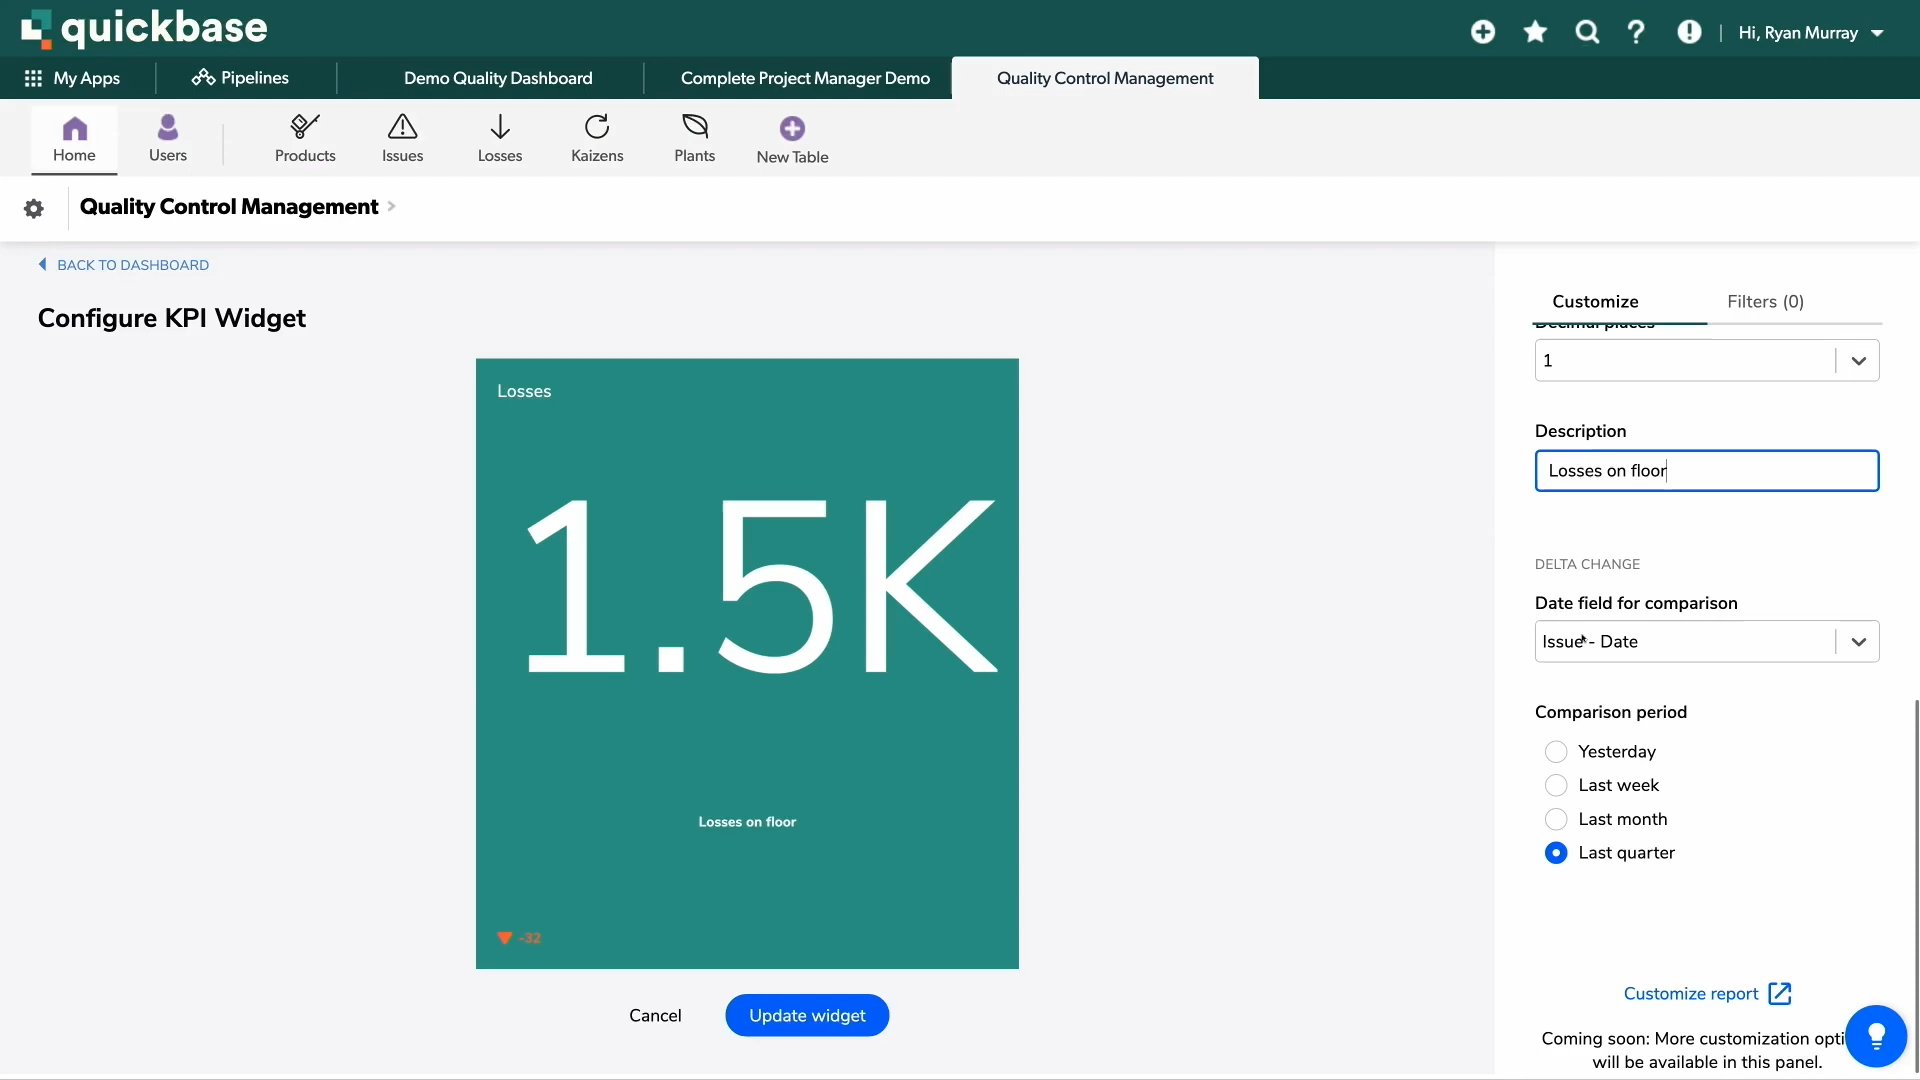 quickbase
Hi, Ryan Murray
My Apps
Pipelines
Demo Quality Dashboard
Complete Project Manager Demo
Quality Control Management
Home
Users
Products
Issues
Losses
Kaizens
Plants
New Table
Quality Control Management
BACK TO DASHBOARD
Configure KPI Widget
Losses
1.5K
Losses on floor
-32
Cancel
Update widget
Customize
Filters (0)
Decimal places
1
Description
Losses on floor
DELTA CHANGE
Date field for comparison
Issue - Date
Comparison period
Yesterday
Last week
Last month
Last quarter
Customize report
Coming soon: More customization opti
will be available in this panel.